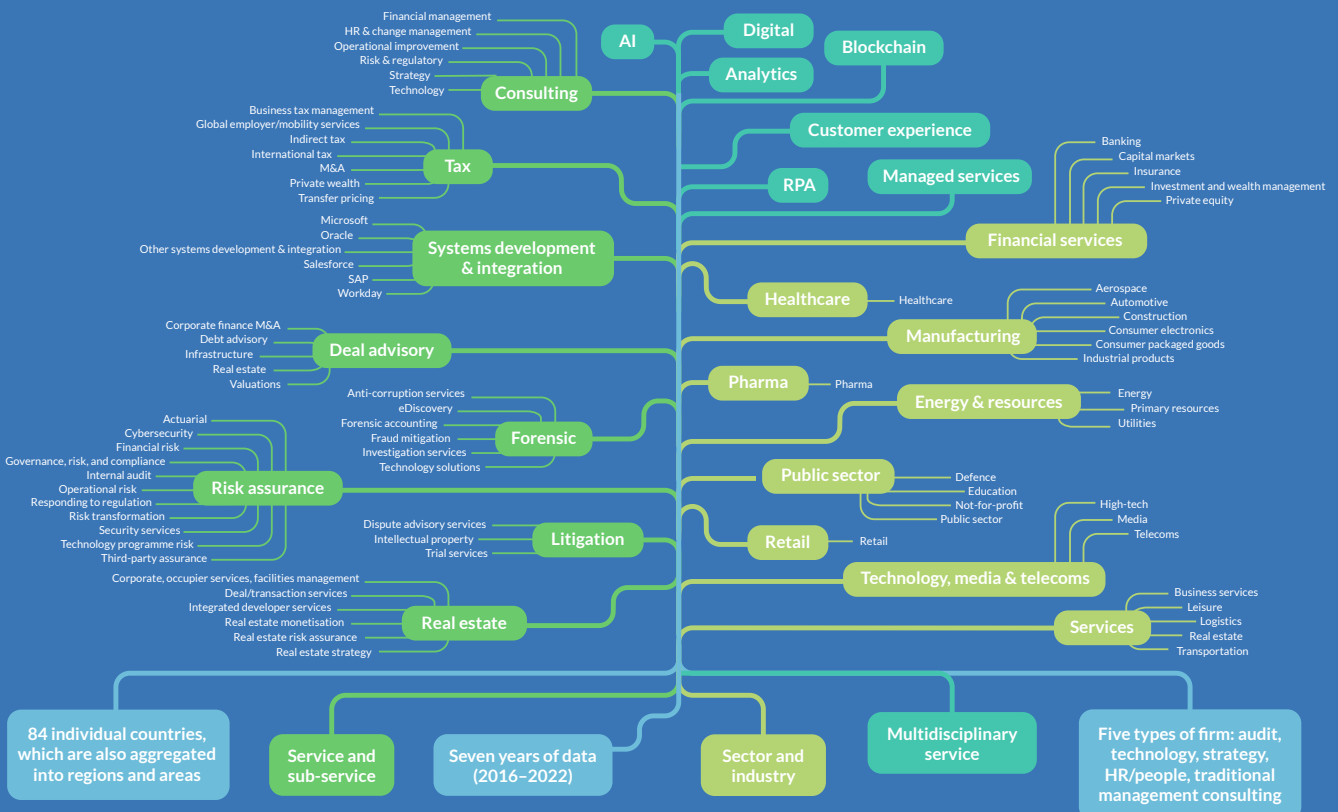 Financial management
HR & change management
Operational improvement
Risk & regulatory
Strategy
Technology
Consulting
Business tax management
Global employer/mobility services
Indirect tax
International tax
M&A
Private wealth
Transfer pricing
Tax
Microsoft
Oracle
Other systems development & integration
Salesforce
SAP
Workday
Systems development
& integration
Corporate finance M&A
Debt advisory
Infrastructure
Real estate
Valuations
Deal advisory
Anti-corruption services
eDiscovery
Forensic accounting
Fraud mitigation
Investigation services
Technology solutions
Forensic
Actuarial
Cybersecurity
Financial risk
Governance, risk, and compliance
Internal audit
Operational risk
Responding to regulation
Risk transformation
Security services
Technology programme risk
Third-party assurance
Risk assurance
Dispute advisory services
Intellectual property
Trial services
Litigation
Corporate, occupier services, facilities management
Deal/transaction services
Integrated developer services
Real estate monetisation
Real estate risk assurance
Real estate strategy
Real estate
AI
Digital
Blockchain
Analytics
Customer experience
RPA
Managed services
Banking
Capital markets
Insurance
Investment and wealth management
Private equity
Financial services
Healthcare
Healthcare
Aerospace
Automotive
Construction
Consumer electronics
Consumer packaged goods
Industrial products
Manufacturing
Pharma
Pharma
Energy & resources
Energy
Primary resources
Utilities
Public sector
Defence
Education
Not-for-profit
Public sector
Retail
Retail
High-tech
Media
Telecoms
Technology, media & telecoms
Business services
Leisure
Logistics
Real estate
Transportation
Services
84 individual countries,
which are also aggregated
into regions and areas
Service and
sub-service
Seven years of data
(2016–2022)
Sector and
industry
Multidisciplinary
service
Five types of firm: audit,
technology, strategy,
HR/people, traditional
management consulting